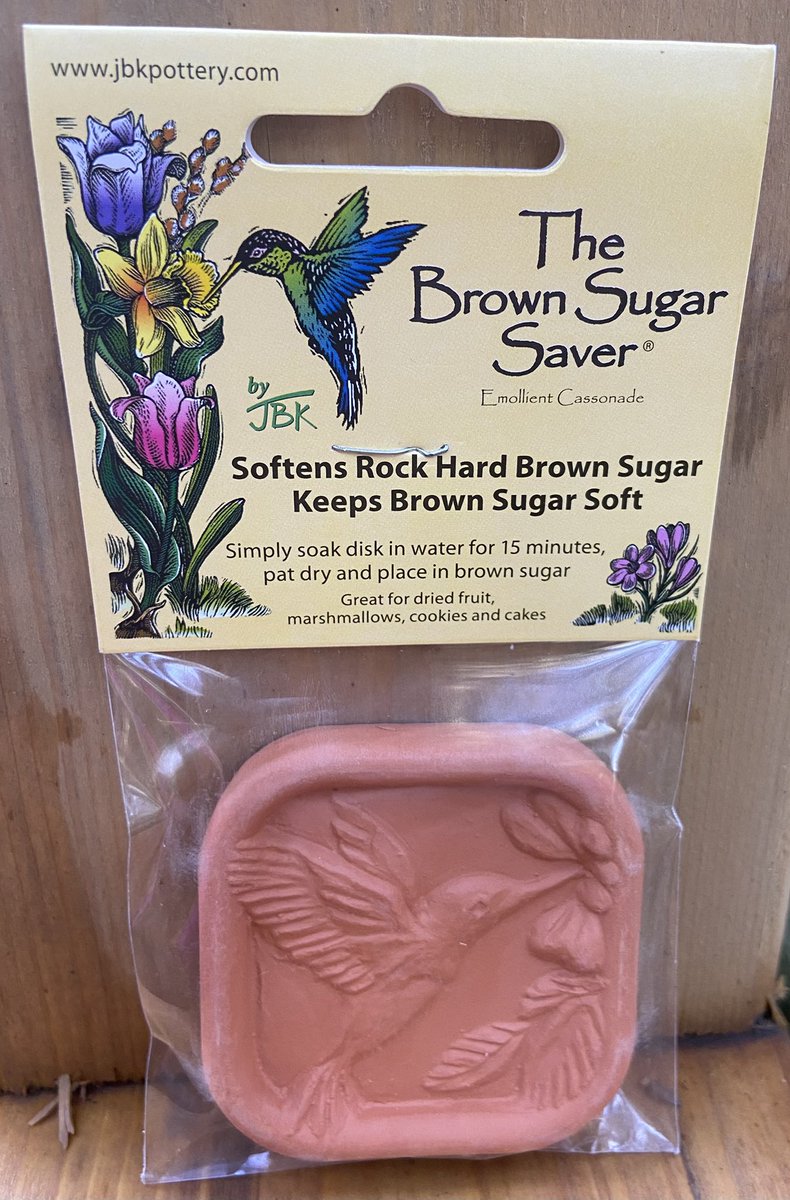 www.jbkpottery.com
The
Brown Sugar
Saver®
Emollient Cassonade
by
JBK
Softens Rock Hard Brown Sugar
Keeps Brown Sugar Soft
Simply soak disk in water for 15 minutes,
pat dry and place in brown sugar
Great for dried fruit,
marshmallows, cookies and cakes